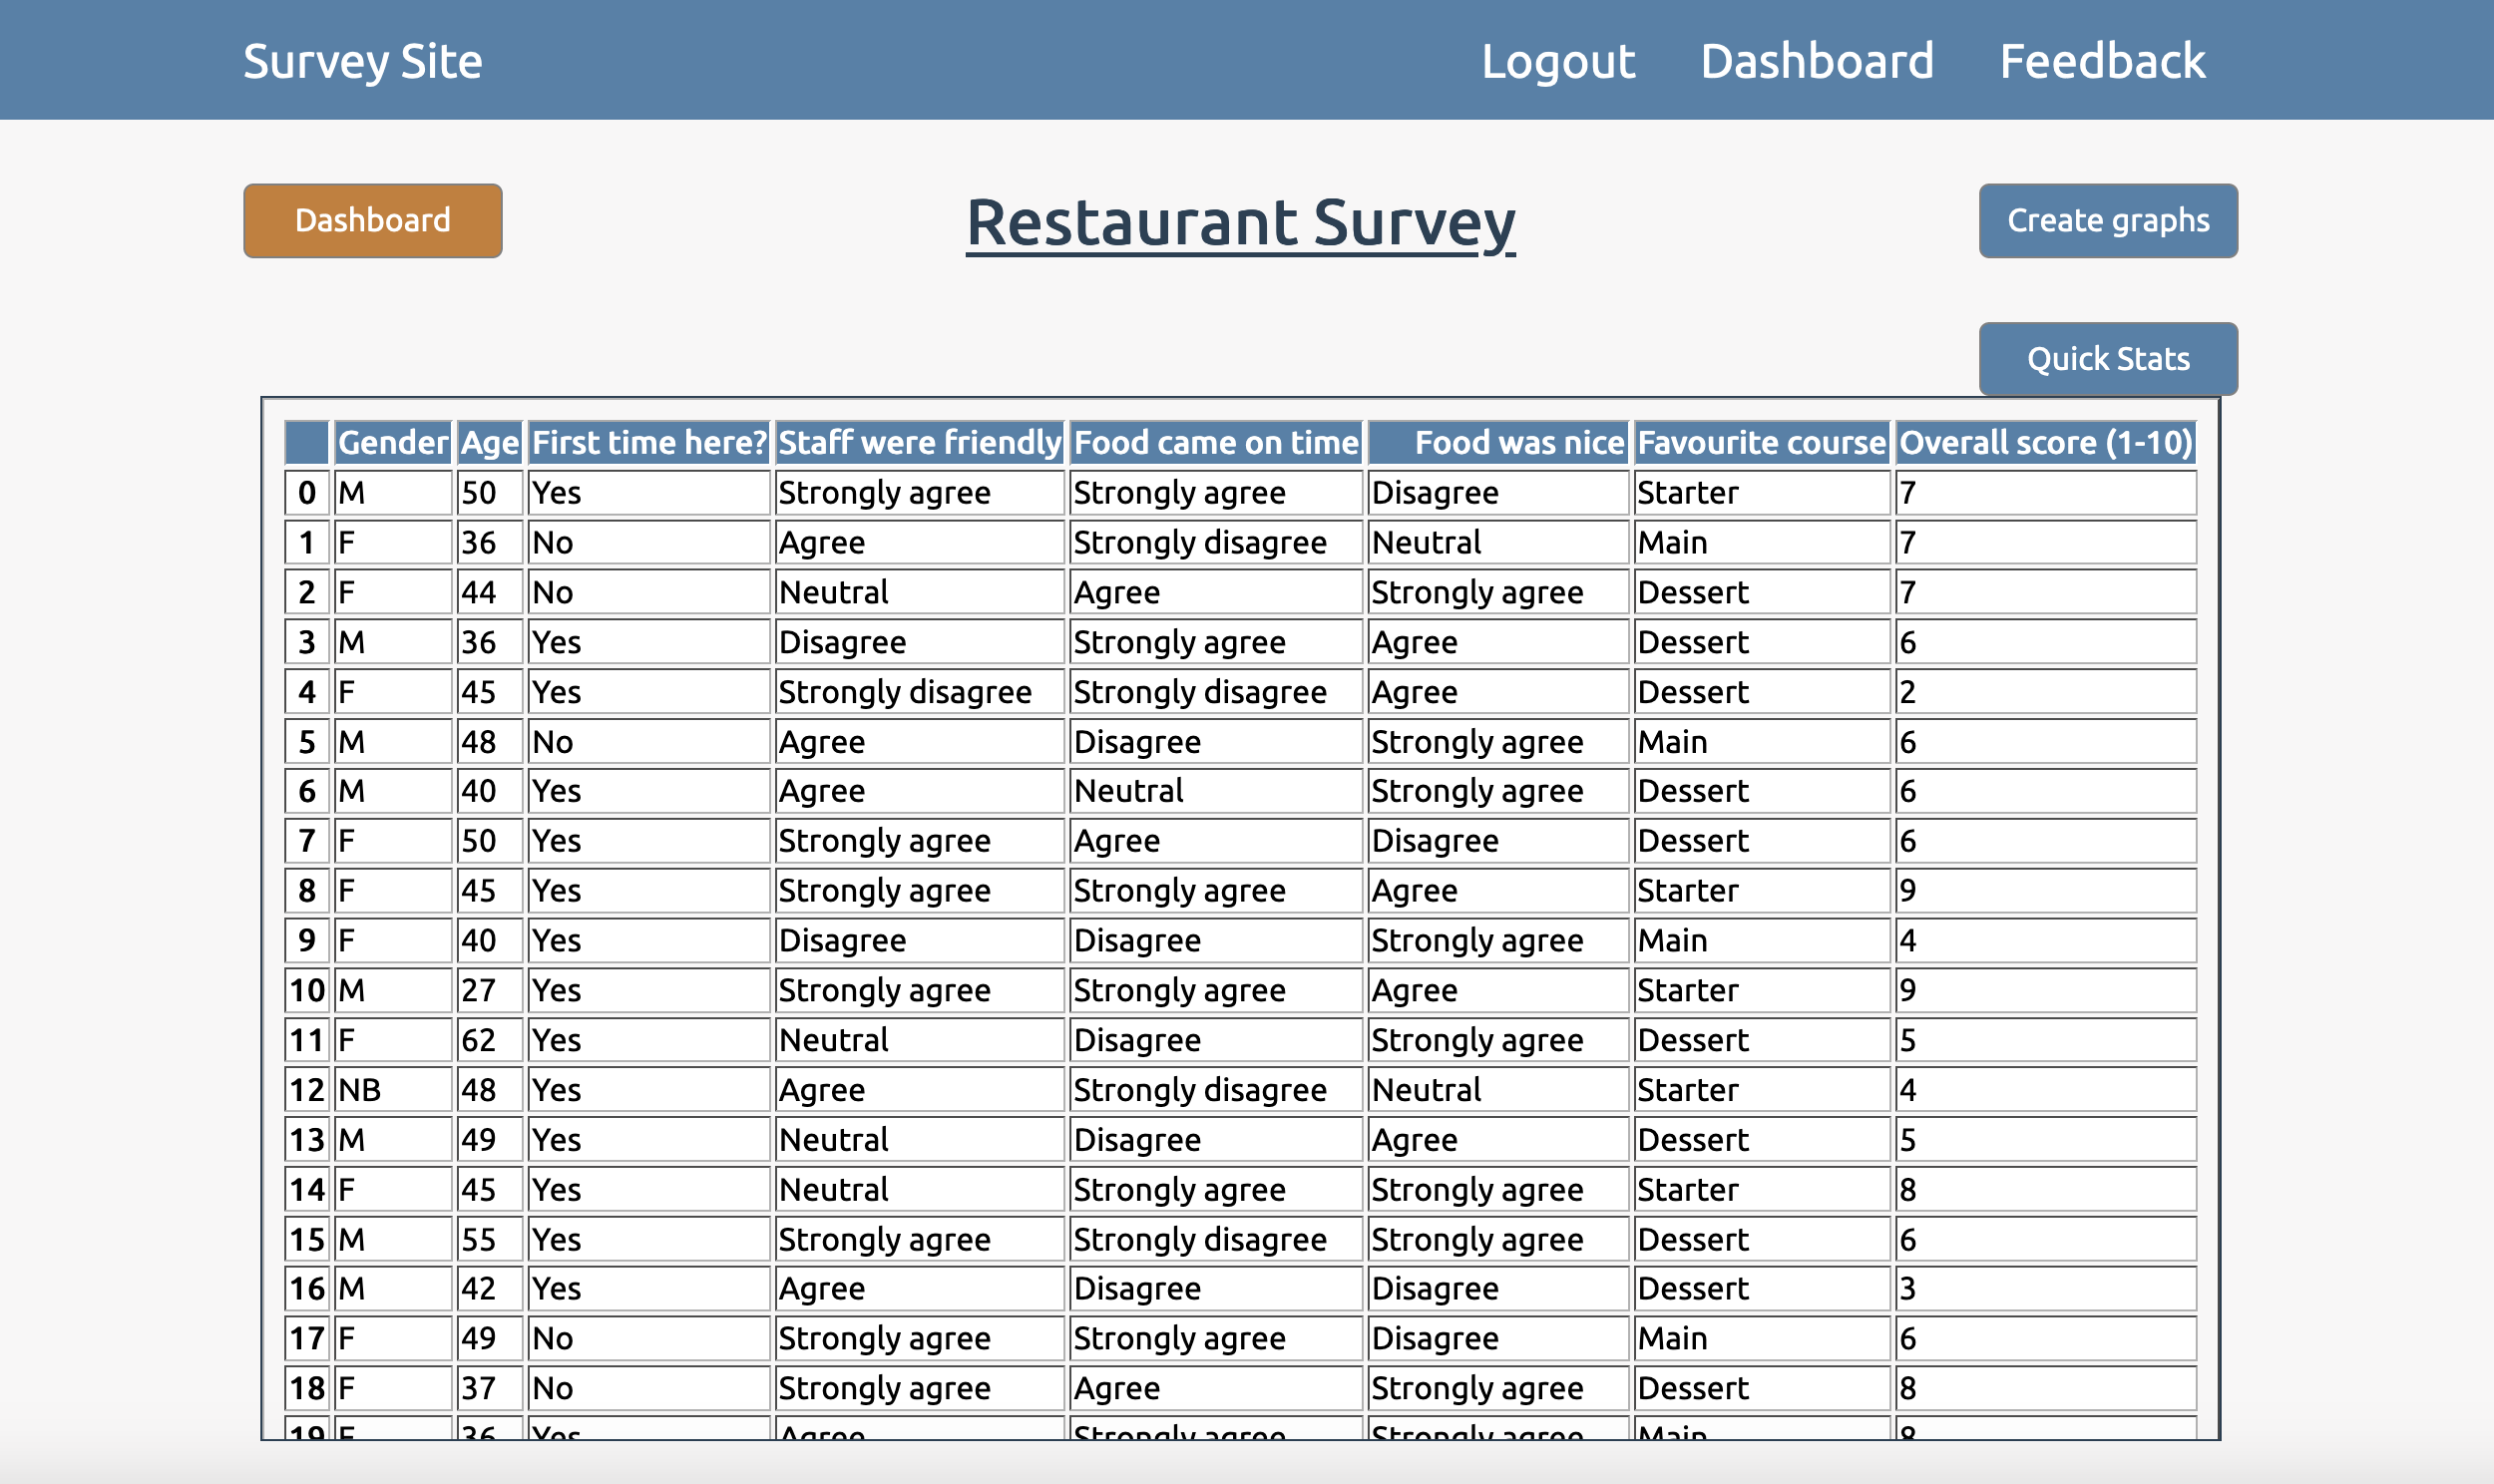 Survey Site Logout Dashboard Feedback
Dashboard Restaurant Survey Create graphs
Quick Stats
Gender Age First time here? Staff were friendly Food came on time Food was nice Favourite course Overall score (1-10)
0 M 50 Yes Strongly agree Strongly agree Disagree Starter 7
1 F 36 No Agree Strongly disagree Neutral Main 7
2 F 44 No Neutral Agree Strongly agree Dessert 7
3 M 36 Yes Disagree Strongly agree Agree Dessert 6
4 F 45 Yes Strongly disagree Strongly disagree Agree Dessert 2
5 M 48 No Agree Disagree Strongly agree Main 6
6 M 40 Yes Agree Neutral Strongly agree Dessert 6
7 F 50 Yes Strongly agree Agree Disagree Dessert 6
8 F 45 Yes Strongly agree Strongly agree Agree Starter 9
9 F 40 Yes Disagree Disagree Strongly agree Main 4
10 M 27 Yes Strongly agree Strongly agree Agree Starter 9
11 F 62 Yes Neutral Disagree Strongly agree Dessert 5
12 NB 48 Yes Agree Strongly disagree Neutral Starter 4
13 M 49 Yes Neutral Disagree Agree Dessert 5
14 F 45 Yes Neutral Strongly agree Strongly agree Starter 8
15 M 55 Yes Strongly agree Strongly disagree Strongly agree Dessert 6
16 M 42 Yes Agree Disagree Disagree Dessert 3
17 F 49 No Strongly agree Strongly agree Disagree Main 6
18 F 37 No Strongly agree Agree Strongly agree Dessert 8
19 F 36 Yes Agree Strongly agree Strongly agree Main 8